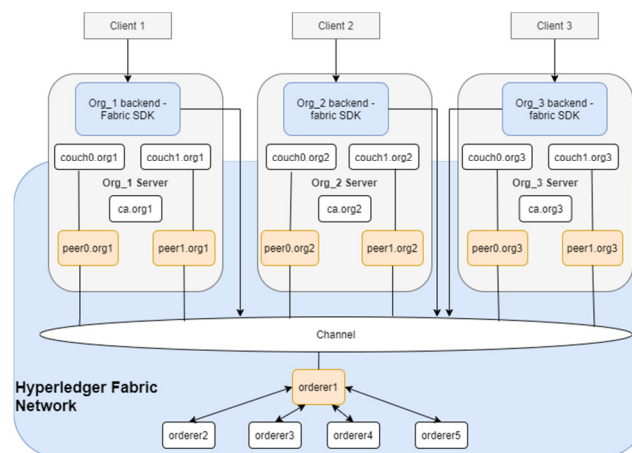 Client 1
Client 2
Client 3
Org_1 backend -
Fabric SDK
Org_2 backend -
fabric SDK
Org_3 backend -
fabric SDK
couch0.org1
couch1.org1
couch0.org2
couch1.org2
couch0.org3
couch1.org3
Org_1 Server
Org_2 Server
Org_3 Server
ca.org1
ca.org2
ca.org3
peer0.org1
peer1.org1
peer0.org2
peer1.org2
peer0.org3
peer1.org3
Channel
Hyperledger Fabric
Network
orderer1
orderer2
orderer3
orderer4
orderer5